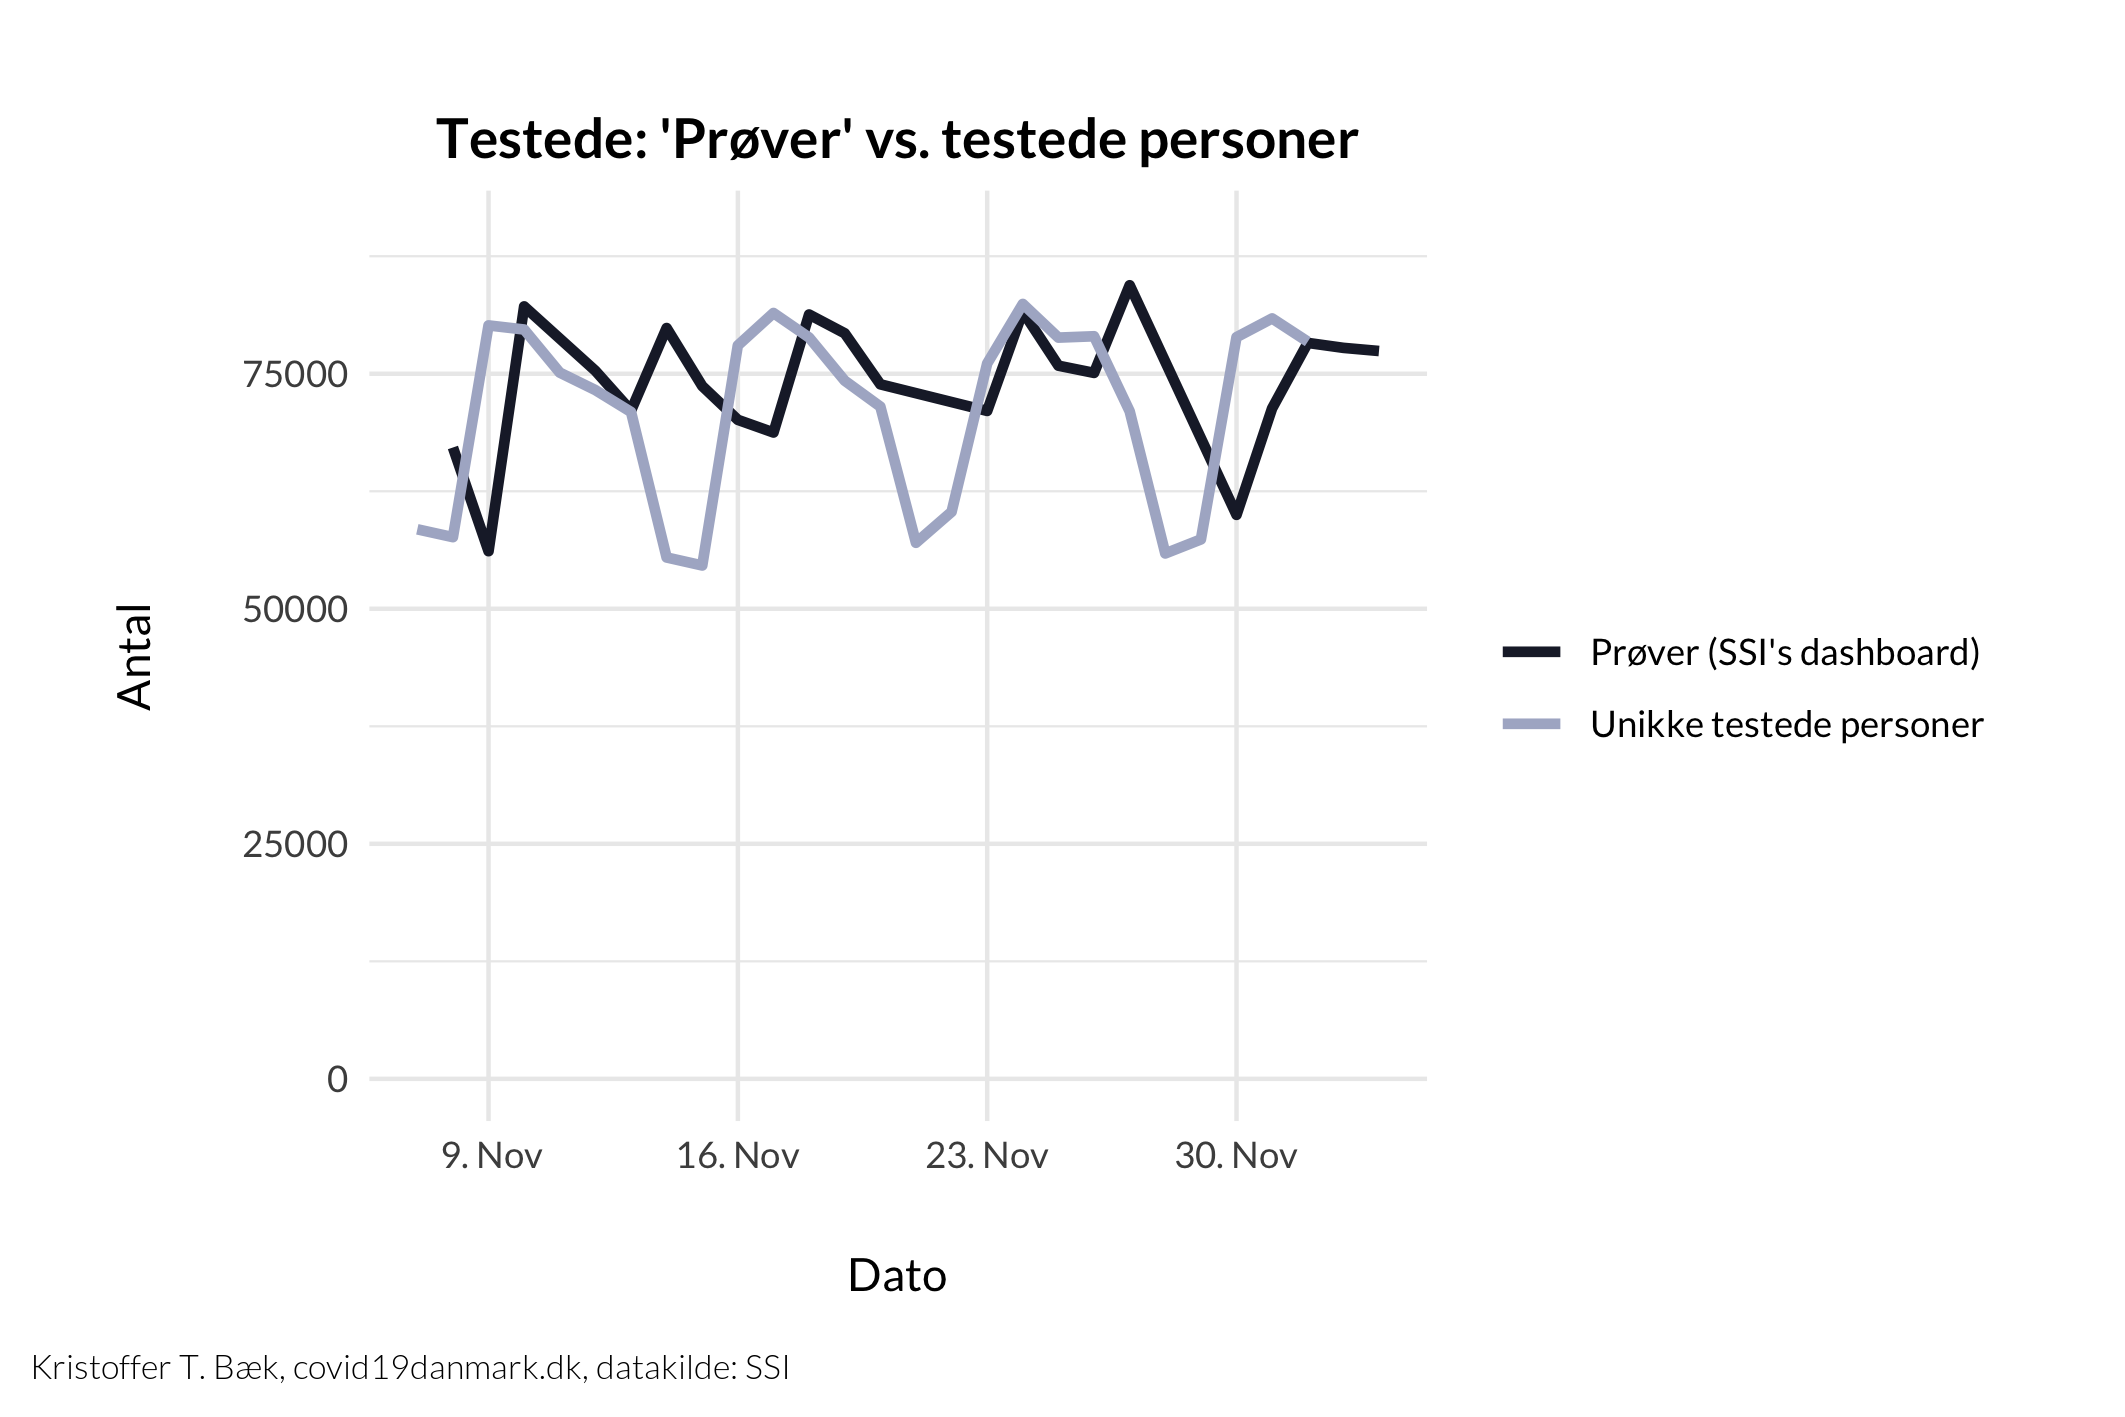 Testede: 'Prøver' vs. testede personer
Antal
75000
50000
25000
0
9. Nov
16. Nov
23. Nov
30. Nov
Dato
Prøver (SSI's dashboard)
Unikke testede personer
Kristoffer T. Bæk, covid19danmark.dk, datakilde: SSI